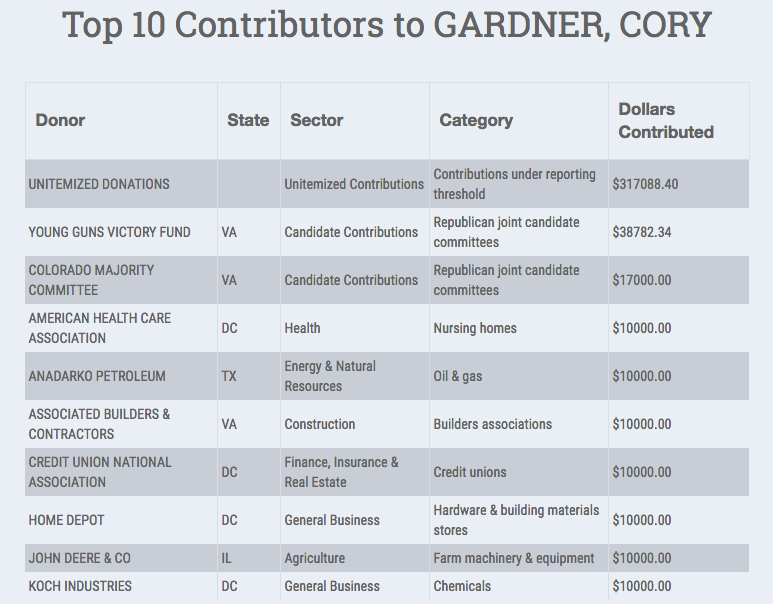 Top 10 Contributors to GARDNER, CORY
Donor State Sector Category Dollars Contributed
UNITEMIZED DONATIONS Unitemized Contributions Contributions under reporting threshold $317088.40
YOUNG GUNS VICTORY FUND VA Candidate Contributions Republican joint candidate committees $38782.34
COLORADO MAJORITY COMMITTEE VA Candidate Contributions Republican joint candidate committees $17000.00
AMERICAN HEALTH CARE ASSOCIATION DC Health Nursing homes $10000.00
ANADARKO PETROLEUM TX Energy & Natural Resources Oil & gas $10000.00
ASSOCIATED BUILDERS & CONTRACTORS VA Construction Builders associations $10000.00
CREDIT UNION NATIONAL ASSOCIATION DC Finance, Insurance & Real Estate Credit unions $10000.00
HOME DEPOT DC General Business Hardware & building materials stores $10000.00
JOHN DEERE & CO IL Agriculture Farm machinery & equipment $10000.00
KOCH INDUSTRIES DC General Business Chemicals $10000.00